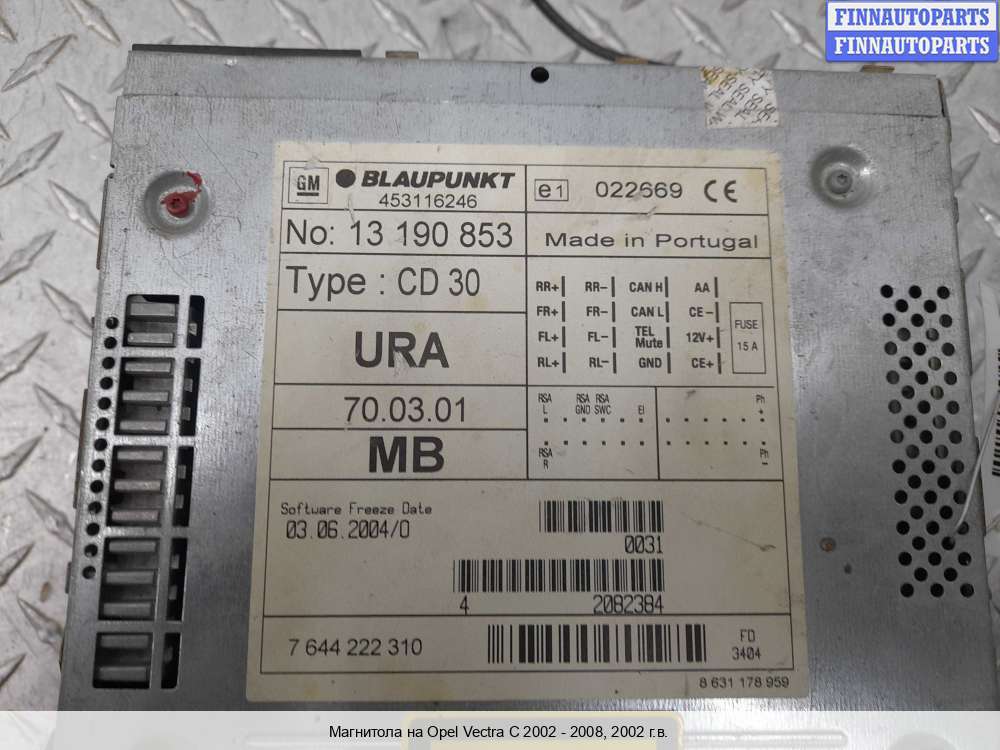 FINNAUTOPARTS
FINNAUTOPARTS
GM BLAUPUNKT
453116246
e1 022669 CE
No: 13 190 853
Made in Portugal
Type : CD 30
URA
70.03.01
MB
RR+ RR- CAN H AA
FR+ FR- CAN L CE-
FL+ FL- TEL Mute 12V+
RL+ RL- GND CE+
FUSE
15 A
RSA L RSA GND RSA SWC EI Ph +
RSA R Ph -
Software Freeze Date
03.06.2004/0
0031
4 2082384
7 644 222 310
FD
3404
8 631 178 959
Магнитола на Opel Vectra C 2002 - 2008, 2002 г.в.